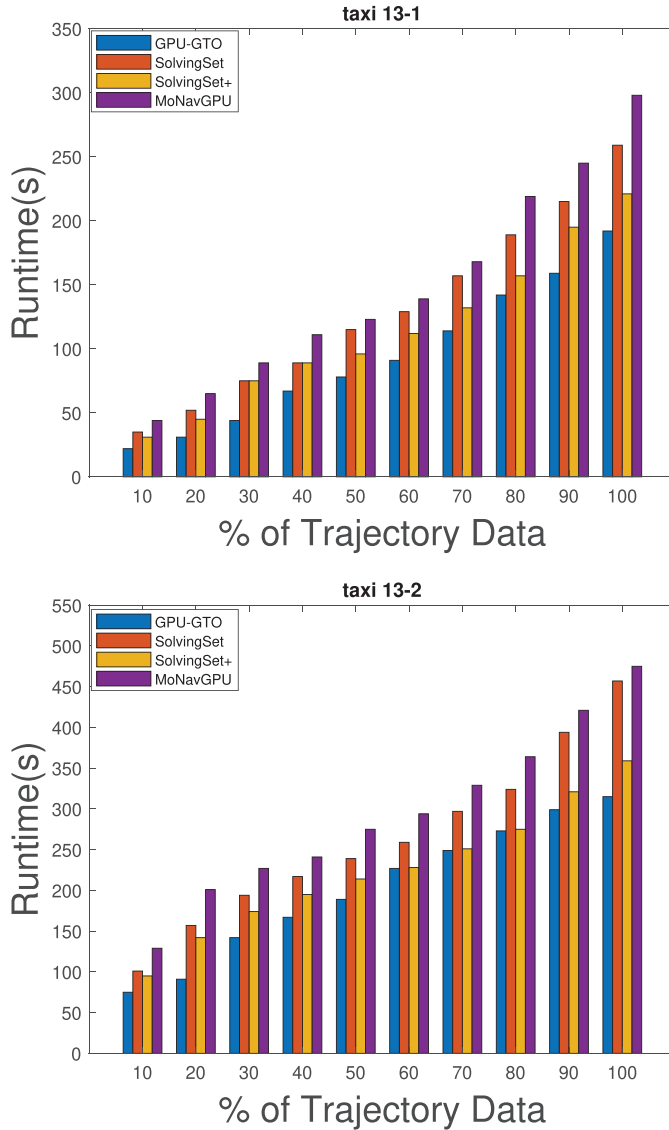 taxi 13-1
350
300
250
200
150
100
50
0
Runtime(s)
GPU-GTO
SolvingSet
SolvingSet+
MoNavGPU
10 20 30 40 50 60 70 80 90 100
% of Trajectory Data
taxi 13-2
550
500
450
400
350
300
250
200
150
100
50
0
Runtime(s)
GPU-GTO
SolvingSet
SolvingSet+
MoNavGPU
10 20 30 40 50 60 70 80 90 100
% of Trajectory Data